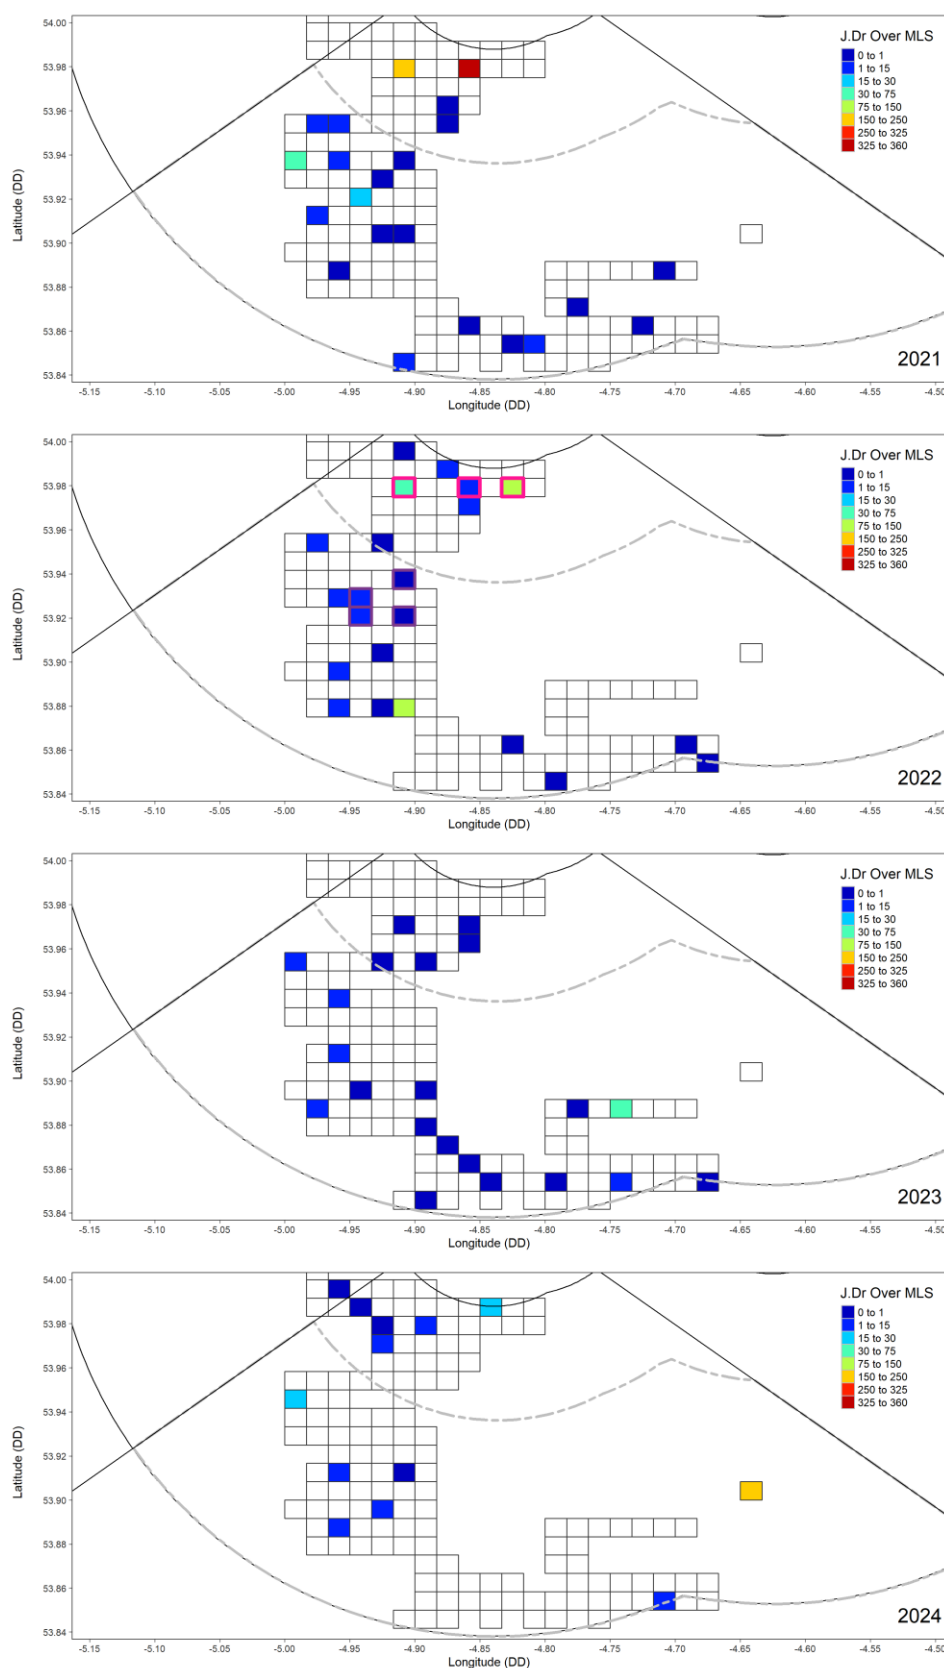 J.Dr Over MLS
0 to 1
1 to 15
15 to 30
30 to 75
75 to 150
150 to 250
250 to 325
325 to 360
54.00
53.98
53.96
53.94
53.92
53.90
53.88
53.86
53.84
Latitude (DD)
2021
-5.15 -5.10 -5.05 -5.00 -4.95 -4.90 -4.85 -4.80 -4.75 -4.70 -4.65 -4.60 -4.55 -4.50
Longitude (DD)
J.Dr Over MLS
0 to 1
1 to 15
15 to 30
30 to 75
75 to 150
150 to 250
250 to 325
325 to 360
54.00
53.98
53.96
53.94
53.92
53.90
53.88
53.86
53.84
Latitude (DD)
2022
-5.15 -5.10 -5.05 -5.00 -4.95 -4.90 -4.85 -4.80 -4.75 -4.70 -4.65 -4.60 -4.55 -4.50
Longitude (DD)
J.Dr Over MLS
0 to 1
1 to 15
15 to 30
30 to 75
75 to 150
150 to 250
250 to 325
325 to 360
54.00
53.98
53.96
53.94
53.92
53.90
53.88
53.86
53.84
Latitude (DD)
2023
-5.15 -5.10 -5.05 -5.00 -4.95 -4.90 -4.85 -4.80 -4.75 -4.70 -4.65 -4.60 -4.55 -4.50
Longitude (DD)
J.Dr Over MLS
0 to 1
1 to 15
15 to 30
30 to 75
75 to 150
150 to 250
250 to 325
325 to 360
54.00
53.98
53.96
53.94
53.92
53.90
53.88
53.86
53.84
Latitude (DD)
2024
-5.15 -5.10 -5.05 -5.00 -4.95 -4.90 -4.85 -4.80 -4.75 -4.70 -4.65 -4.60 -4.55 -4.50
Longitude (DD)